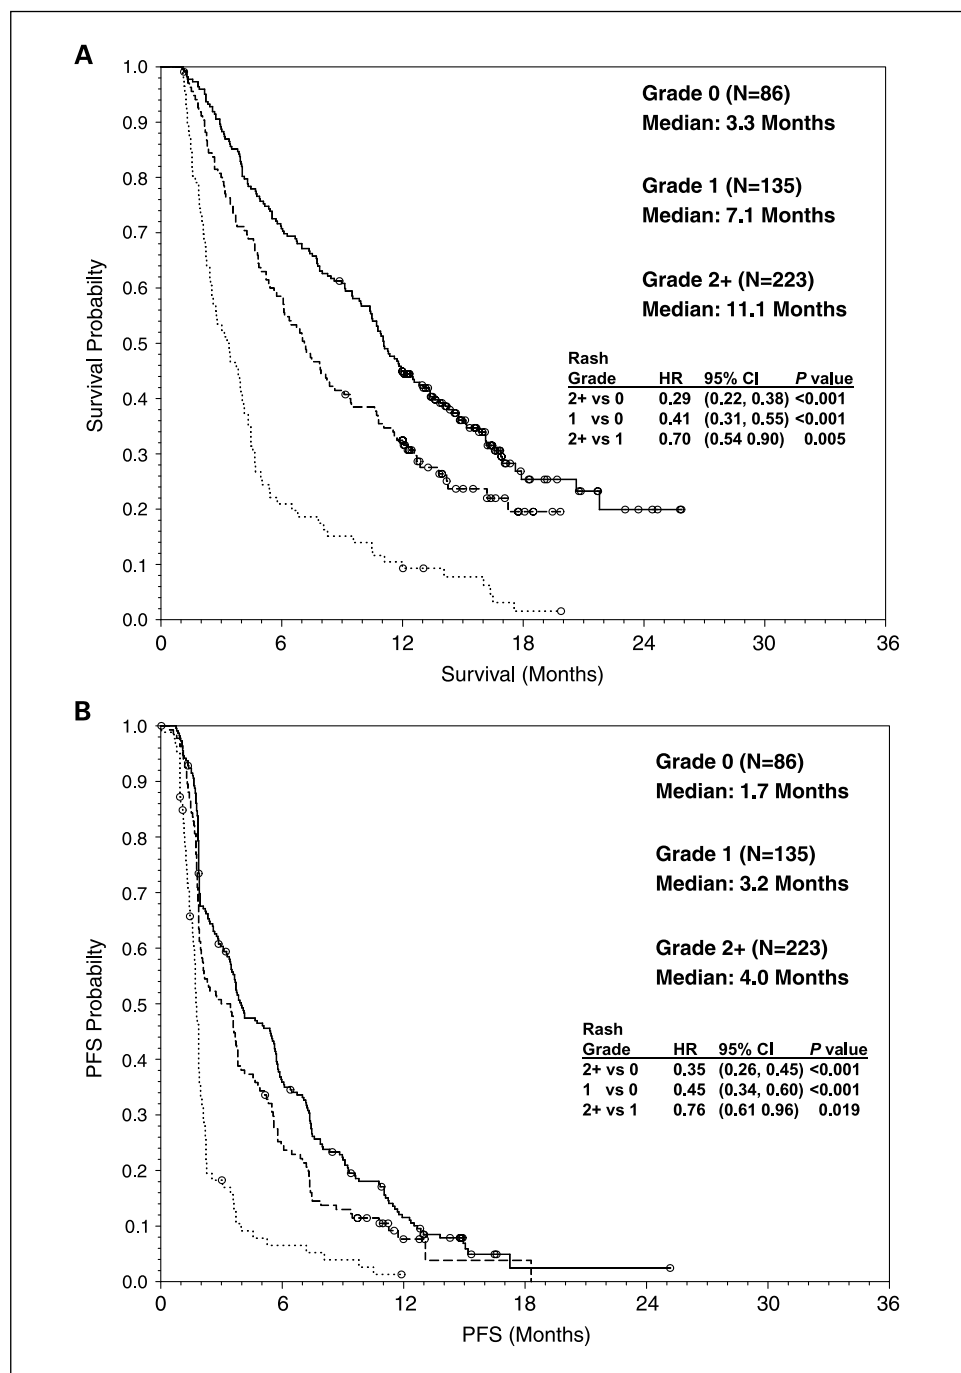 A
1.0
0.9
0.8
0.7
0.6
0.5
0.4
0.3
0.2
0.1
0.0
Survival Probabilty
0 6 12 18 24 30 36
Survival (Months)
Grade 0 (N=86)
Median: 3.3 Months
Grade 1 (N=135)
Median: 7.1 Months
Grade 2+ (N=223)
Median: 11.1 Months
Rash
Grade HR 95% CI P value
2+ vs 0 0.29 (0.22, 0.38) <0.001
1 vs 0 0.41 (0.31, 0.55) <0.001
2+ vs 1 0.70 (0.54 0.90) 0.005
B
1.0
0.9
0.8
0.7
0.6
0.5
0.4
0.3
0.2
0.1
0.0
PFS Probabilty
0 6 12 18 24 30 36
PFS (Months)
Grade 0 (N=86)
Median: 1.7 Months
Grade 1 (N=135)
Median: 3.2 Months
Grade 2+ (N=223)
Median: 4.0 Months
Rash
Grade HR 95% CI P value
2+ vs 0 0.35 (0.26, 0.45) <0.001
1 vs 0 0.45 (0.34, 0.60) <0.001
2+ vs 1 0.76 (0.61 0.96) 0.019